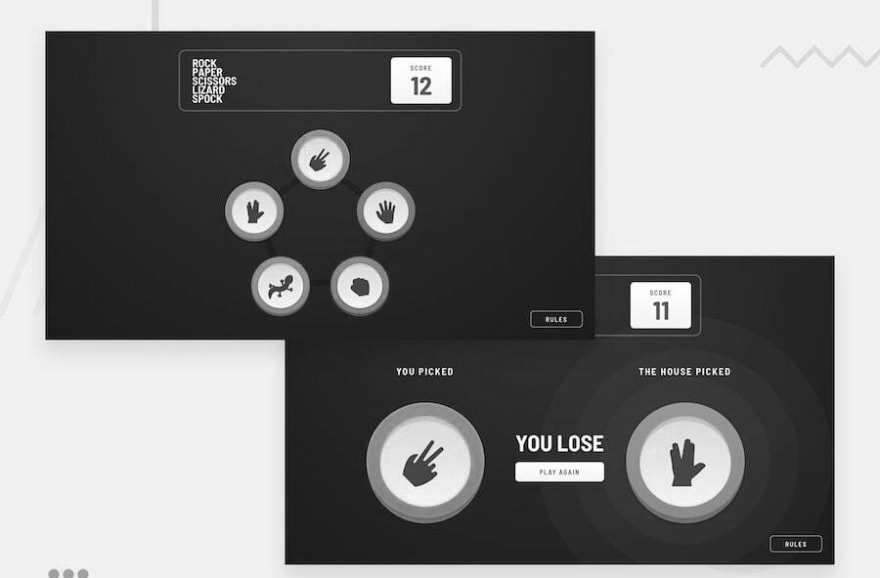 ROCK
PAPER
SCISSORS
LIZARD
SPOCK
SCORE
12
RULES
SCORE
11
YOU PICKED
THE HOUSE PICKED
YOU LOSE
PLAY AGAIN
RULES